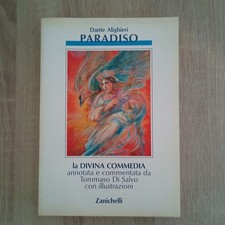 Dante Alighieri
PARADISO
la DIVINA COMMEDIA
annotata e commentata da
Tommaso Di Salvo
con illustrazioni
Zanichelli